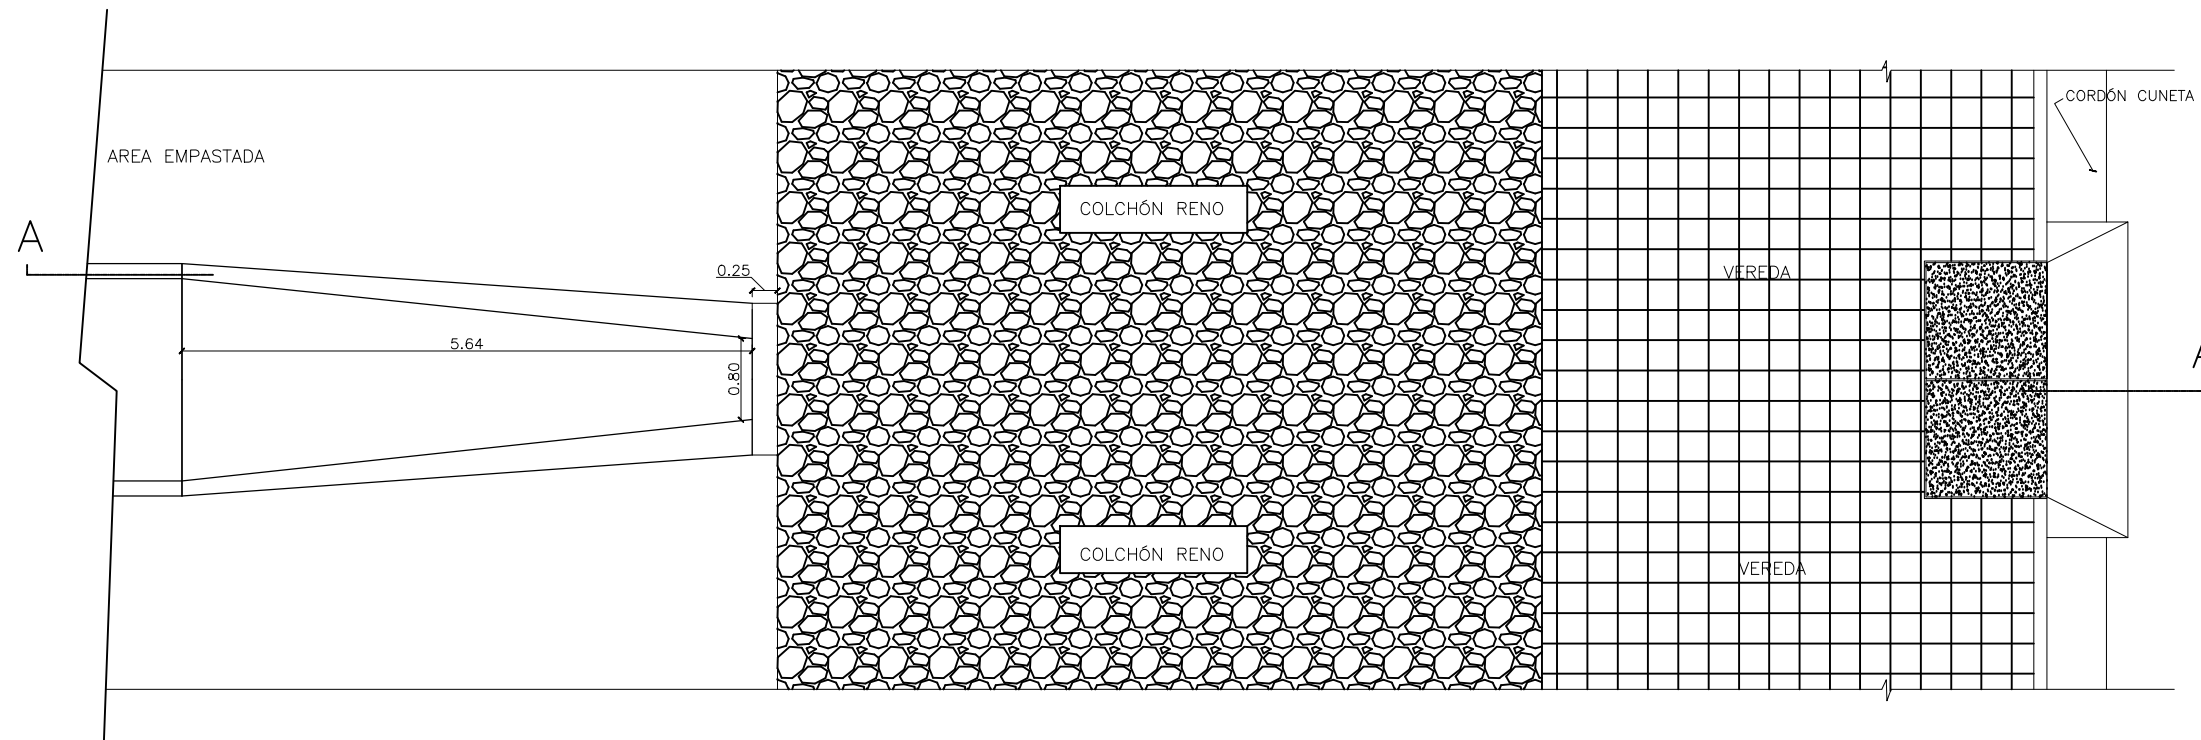 CORDÓN CUNETA
AREA EMPASTADA
COLCHÓN RENO
A
0.25
VEREDA
5.64
0.80
A
COLCHÓN RENO
VEREDA